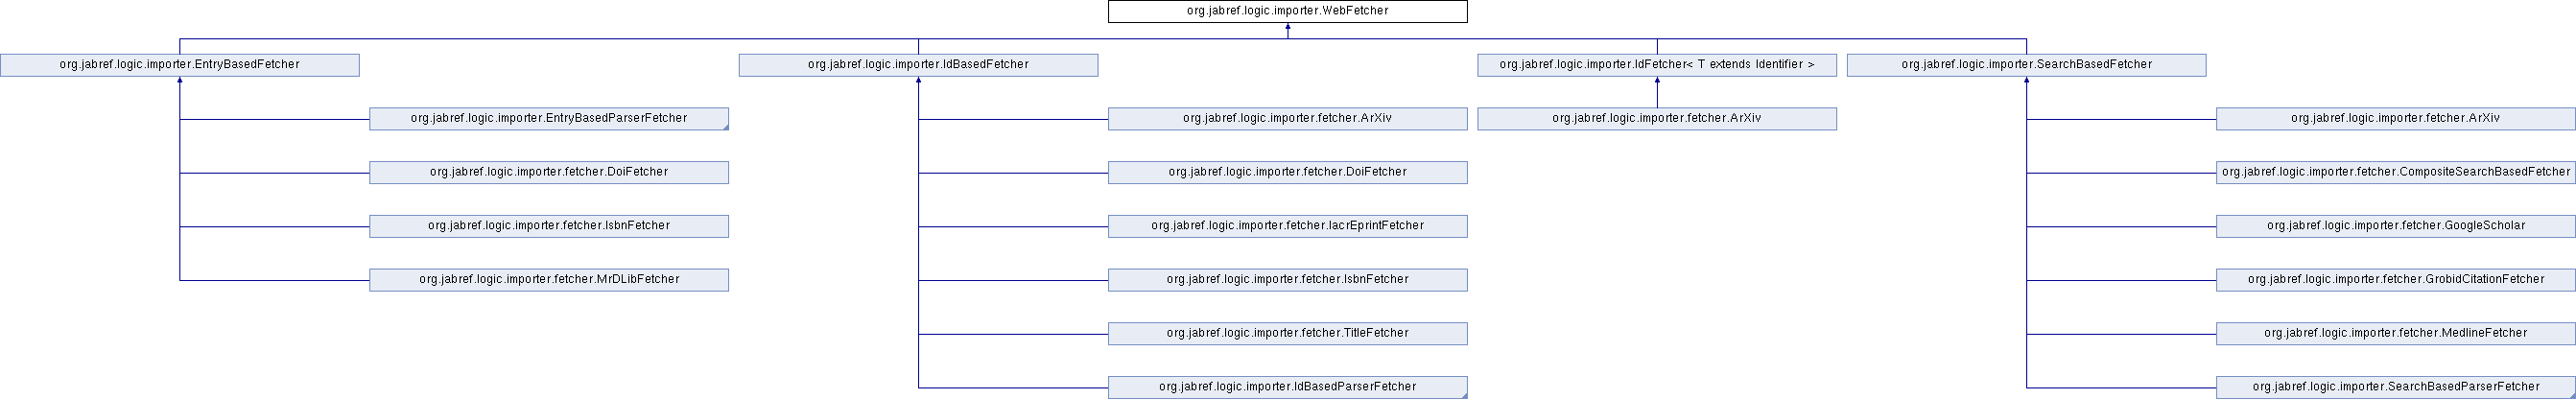 org.jabref.logic.importer.WebFetcher
org.jabref.logic.importer.EntryBasedFetcher
org.jabref.logic.importer.IdBasedFetcher
org.jabref.logic.importer.IdFetcher< T extends Identifier >
org.jabref.logic.importer.SearchBasedFetcher
org.jabref.logic.importer.EntryBasedParserFetcher
org.jabref.logic.importer.fetcher.ArXiv
org.jabref.logic.importer.fetcher.ArXiv
org.jabref.logic.importer.fetcher.ArXiv
org.jabref.logic.importer.fetcher.DoiFetcher
org.jabref.logic.importer.fetcher.DoiFetcher
org.jabref.logic.importer.fetcher.CompositeSearchBasedFetcher
org.jabref.logic.importer.fetcher.IsbnFetcher
org.jabref.logic.importer.fetcher.IacrEprintFetcher
org.jabref.logic.importer.fetcher.GoogleScholar
org.jabref.logic.importer.fetcher.MrDLibFetcher
org.jabref.logic.importer.fetcher.IsbnFetcher
org.jabref.logic.importer.fetcher.GrobidCitationFetcher
org.jabref.logic.importer.fetcher.TitleFetcher
org.jabref.logic.importer.fetcher.MedlineFetcher
org.jabref.logic.importer.IdBasedParserFetcher
org.jabref.logic.importer.SearchBasedParserFetcher